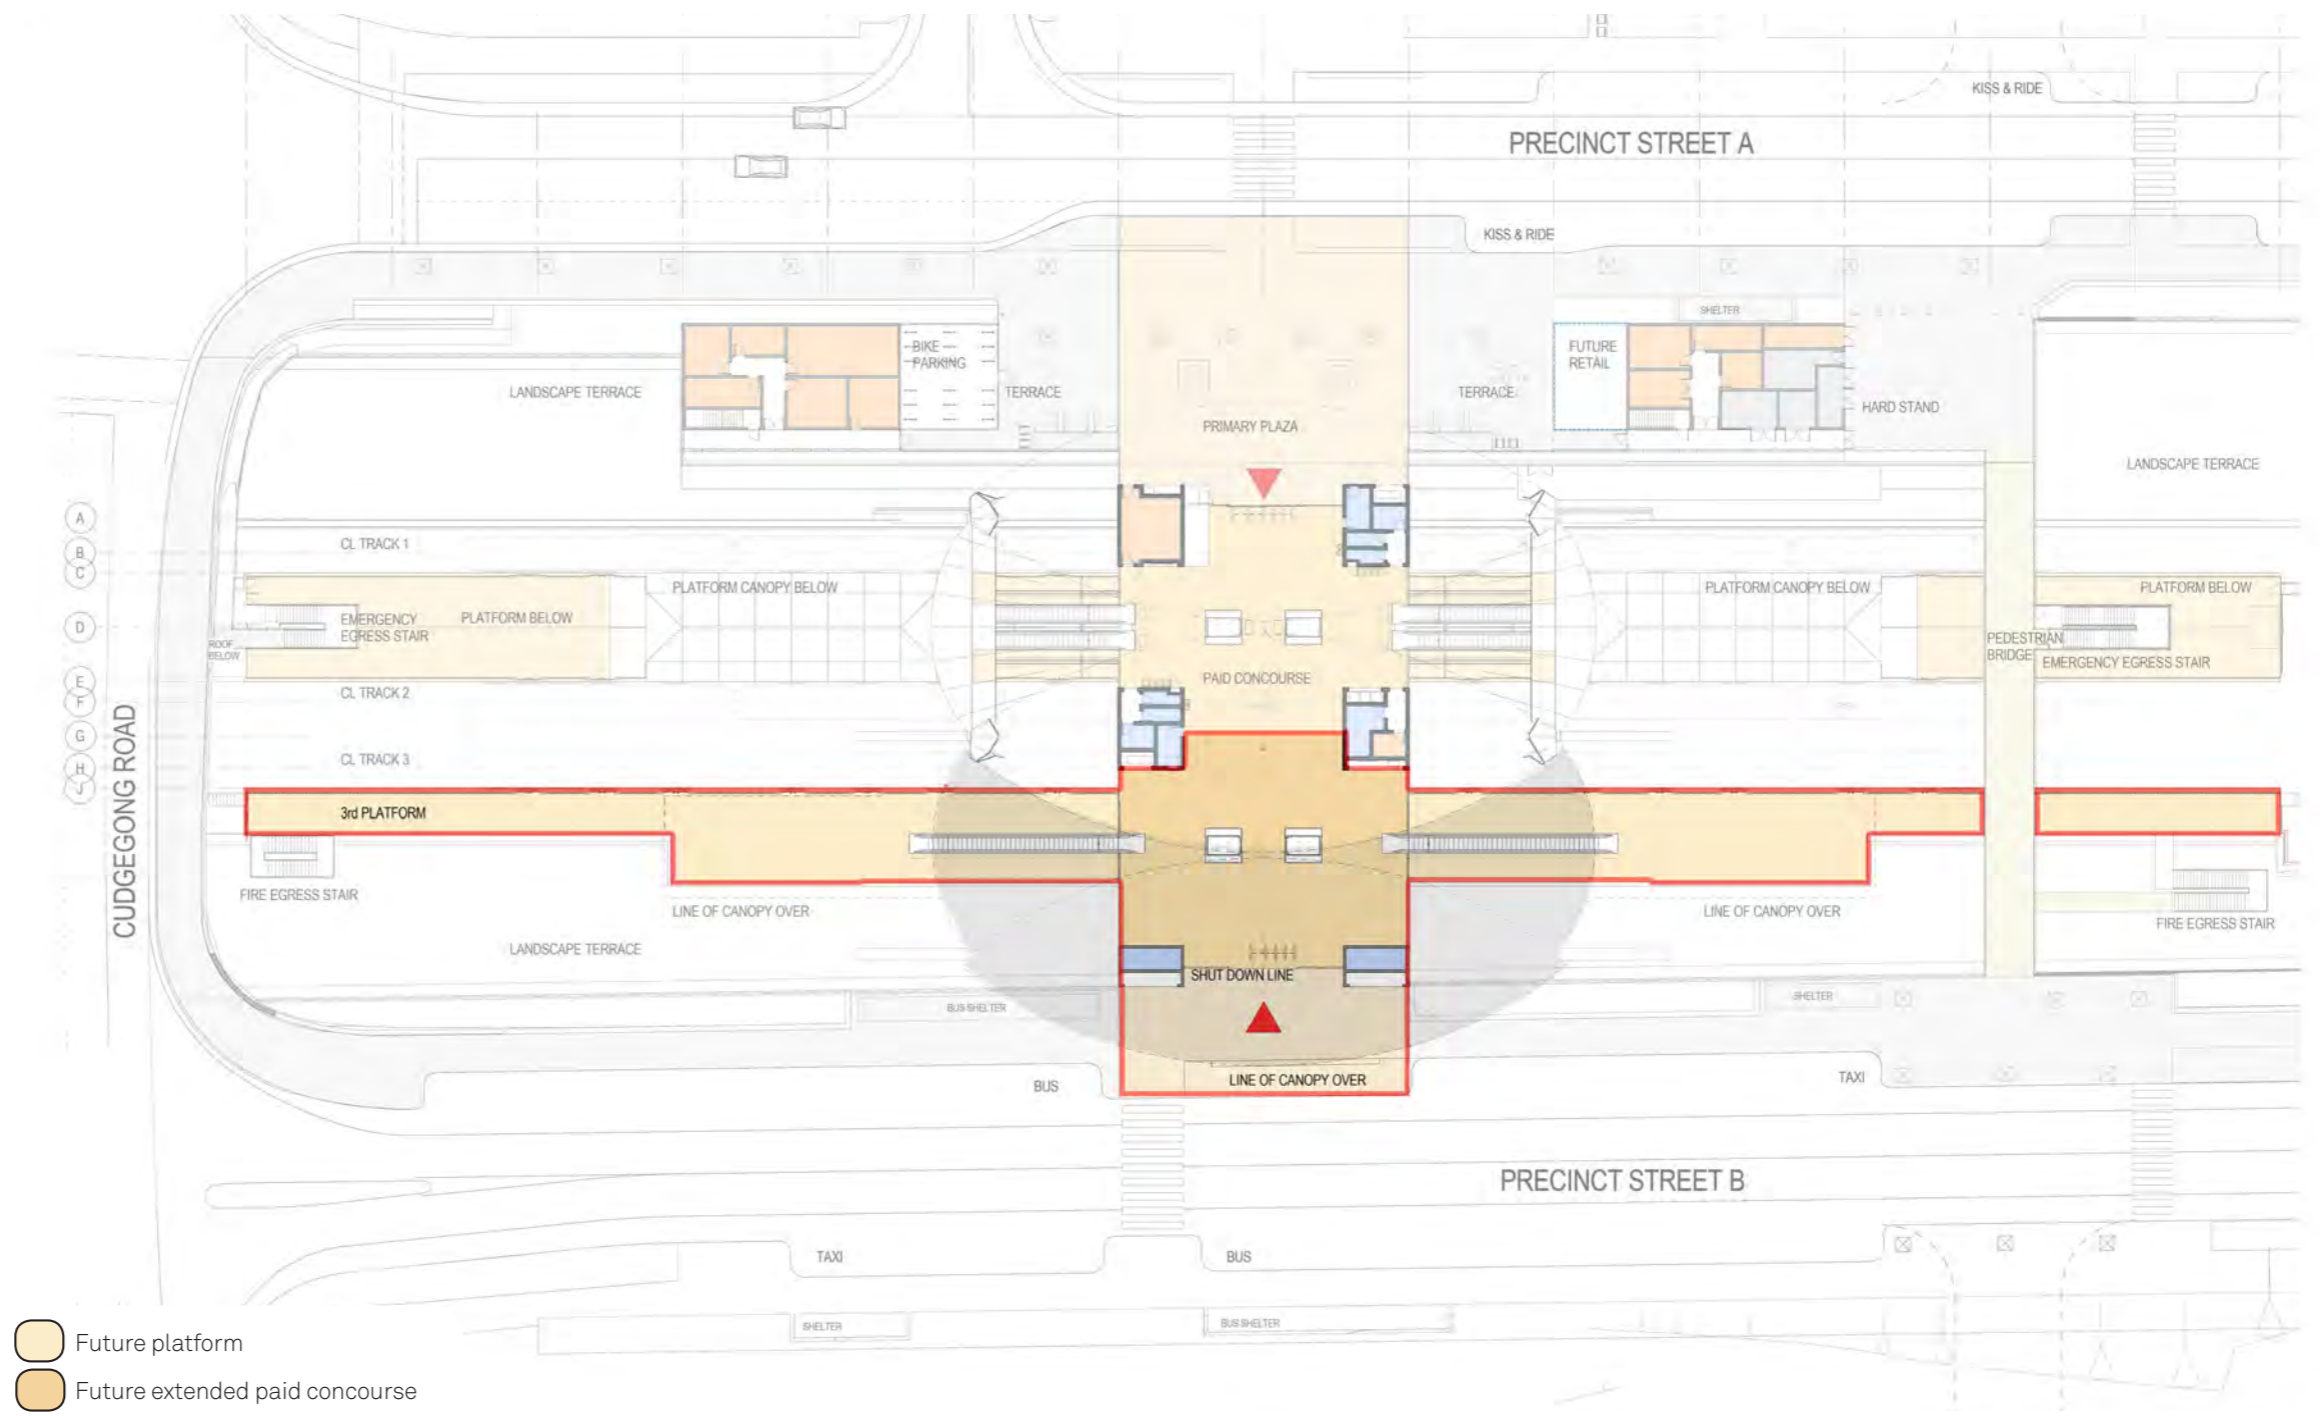 KISS & RIDE
PRECINCT STREET A
KISS & RIDE
SHELTER
BIKE
PARKING
FUTURE
RETAIL
LANDSCAPE TERRACE
TERRACE
TERRACE
HARD STAND
PRIMARY PLAZA
LANDSCAPE TERRACE
A
B
C
D
E
F
G
H
J
CL TRACK 1
PLATFORM CANOPY BELOW
PLATFORM CANOPY BELOW
PLATFORM BELOW
EMERGENCY
EGRESS STAIR
PLATFORM BELOW
ROOF
BELOW
PEDESTRIAN
BRIDGE
EMERGENCY EGRESS STAIR
PAID CONCOURSE
CL TRACK 2
CUDGEGONG ROAD
CL TRACK 3
3rd PLATFORM
FIRE EGRESS STAIR
LINE OF CANOPY OVER
LINE OF CANOPY OVER
FIRE EGRESS STAIR
LANDSCAPE TERRACE
SHUT DOWN LINE
BUS SHELTER
SHELTER
BUS
LINE OF CANOPY OVER
TAXI
PRECINCT STREET B
TAXI
BUS
SHELTER
BUS SHELTER
Future platform
Future extended paid concourse